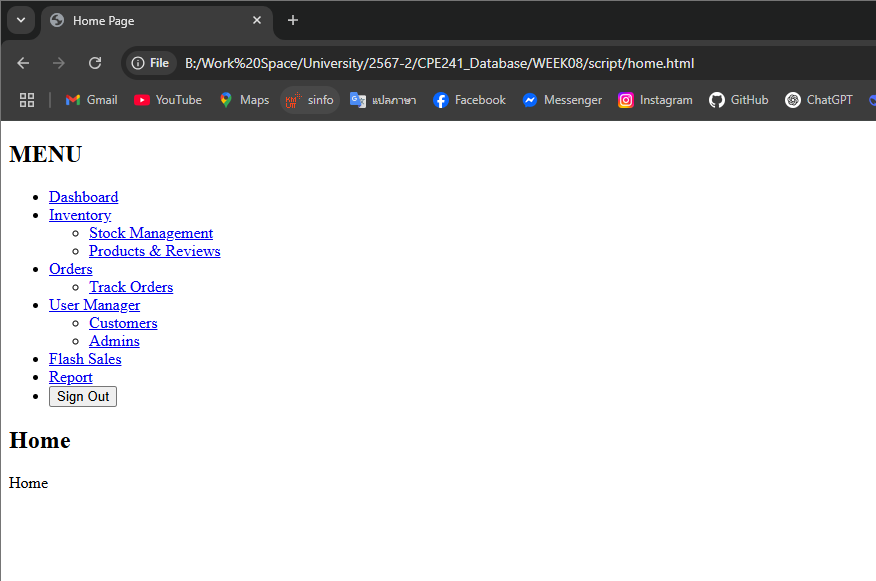 Home Page
File B:/Work%20Space/University/2567-2/CPE241_Database/WEEK08/script/home.html
Gmail YouTube Maps sinfo แปลภาษา Facebook Messenger Instagram GitHub ChatGPT
MENU
Dashboard
Inventory
Stock Management
Products & Reviews
Orders
Track Orders
User Manager
Customers
Admins
Flash Sales
Report
Sign Out
Home
Home